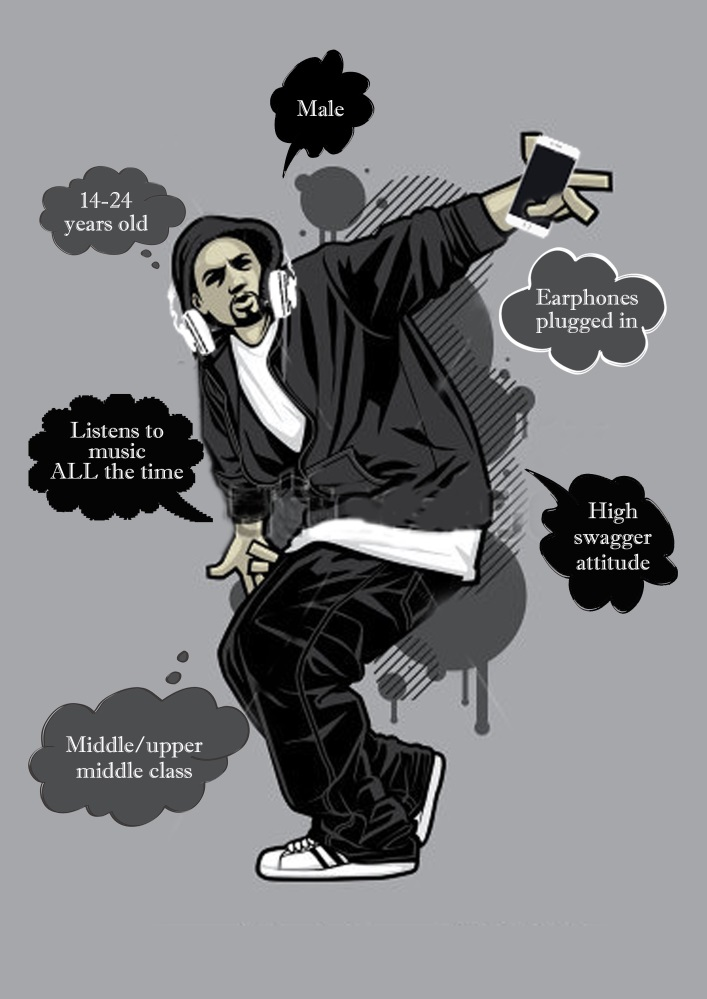 Male
14-24
years old
Earphones
plugged in
Listens to
music
ALL the time
High
swagger
attitude
Middle/upper
middle class